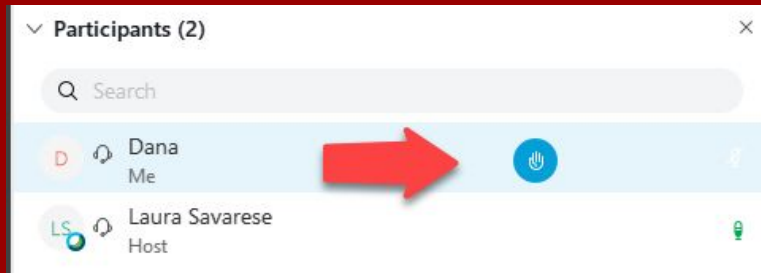 Participants (2)
Search
D
Dana
Me
LS
Laura Savarese
Host